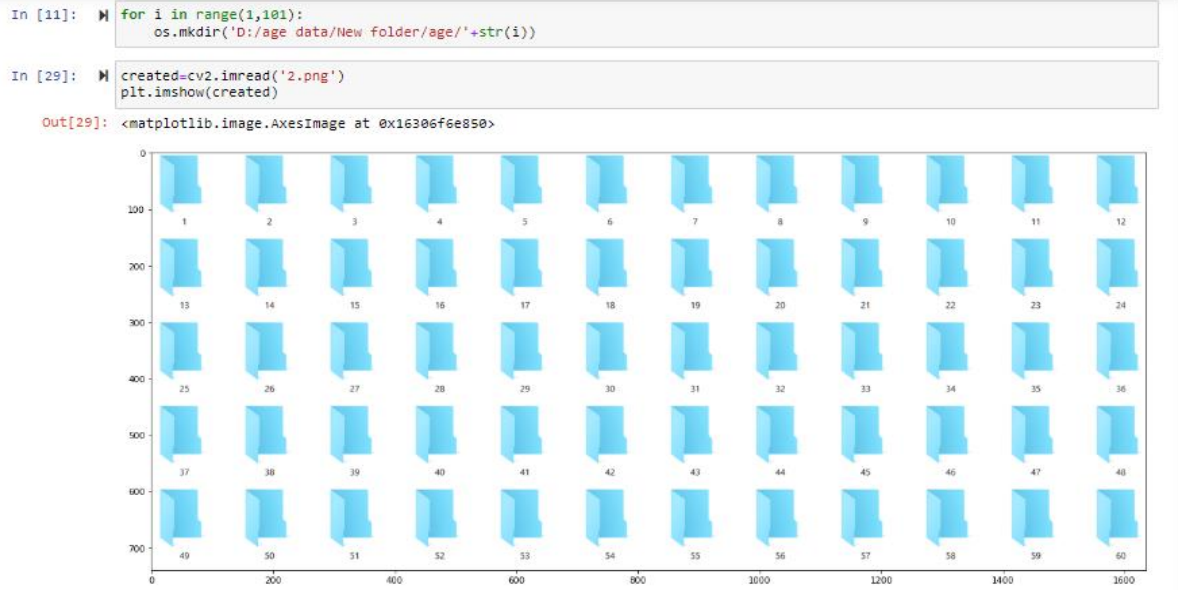 In [11]: for i in range(1,101):
os.mkdir('D:/age data/New folder/age/'+str(i))
In [29]: created=cv2.imread('2.png')
plt.imshow(created)
Out[29]: <matplotlib.image.AxesImage at 0x16306f6e850>
0
1 2 3 4 5 6 7 8 9 10 11 12
100
200
13 14 15 16 17 18 19 20 21 22 23 24
300
25 26 27 28 29 30 31 32 33 34 35 36
400
500
37 38 39 40 41 42 43 44 45 46 47 48
600
700
49 50 51 52 53 54 55 56 57 58 59 60
0 200 400 600 800 1000 1200 1400 1600